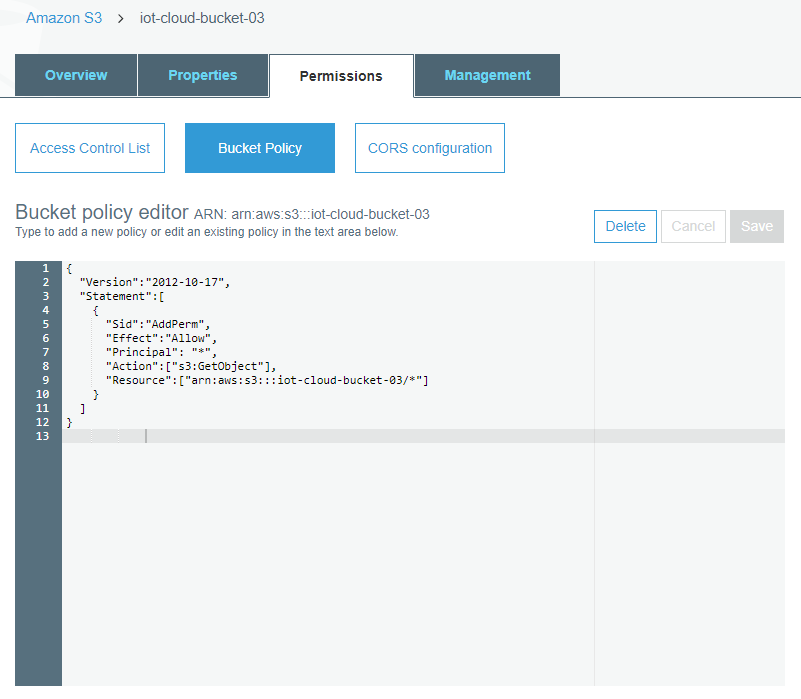 Amazon S3 > iot-cloud-bucket-03
Overview Properties Permissions Management
Access Control List Bucket Policy CORS configuration
Bucket policy editor ARN: arn:aws:s3:::iot-cloud-bucket-03
Type to add a new policy or edit an existing policy in the text area below.
Delete Cancel Save
1 {
2 "Version":"2012-10-17",
3 "Statement":[
4 {
5 "Sid":"AddPerm",
6 "Effect":"Allow",
7 "Principal": "*",
8 "Action":["s3:GetObject"],
9 "Resource":["arn:aws:s3:::iot-cloud-bucket-03/*"]
10 }
11 ]
12 }
13